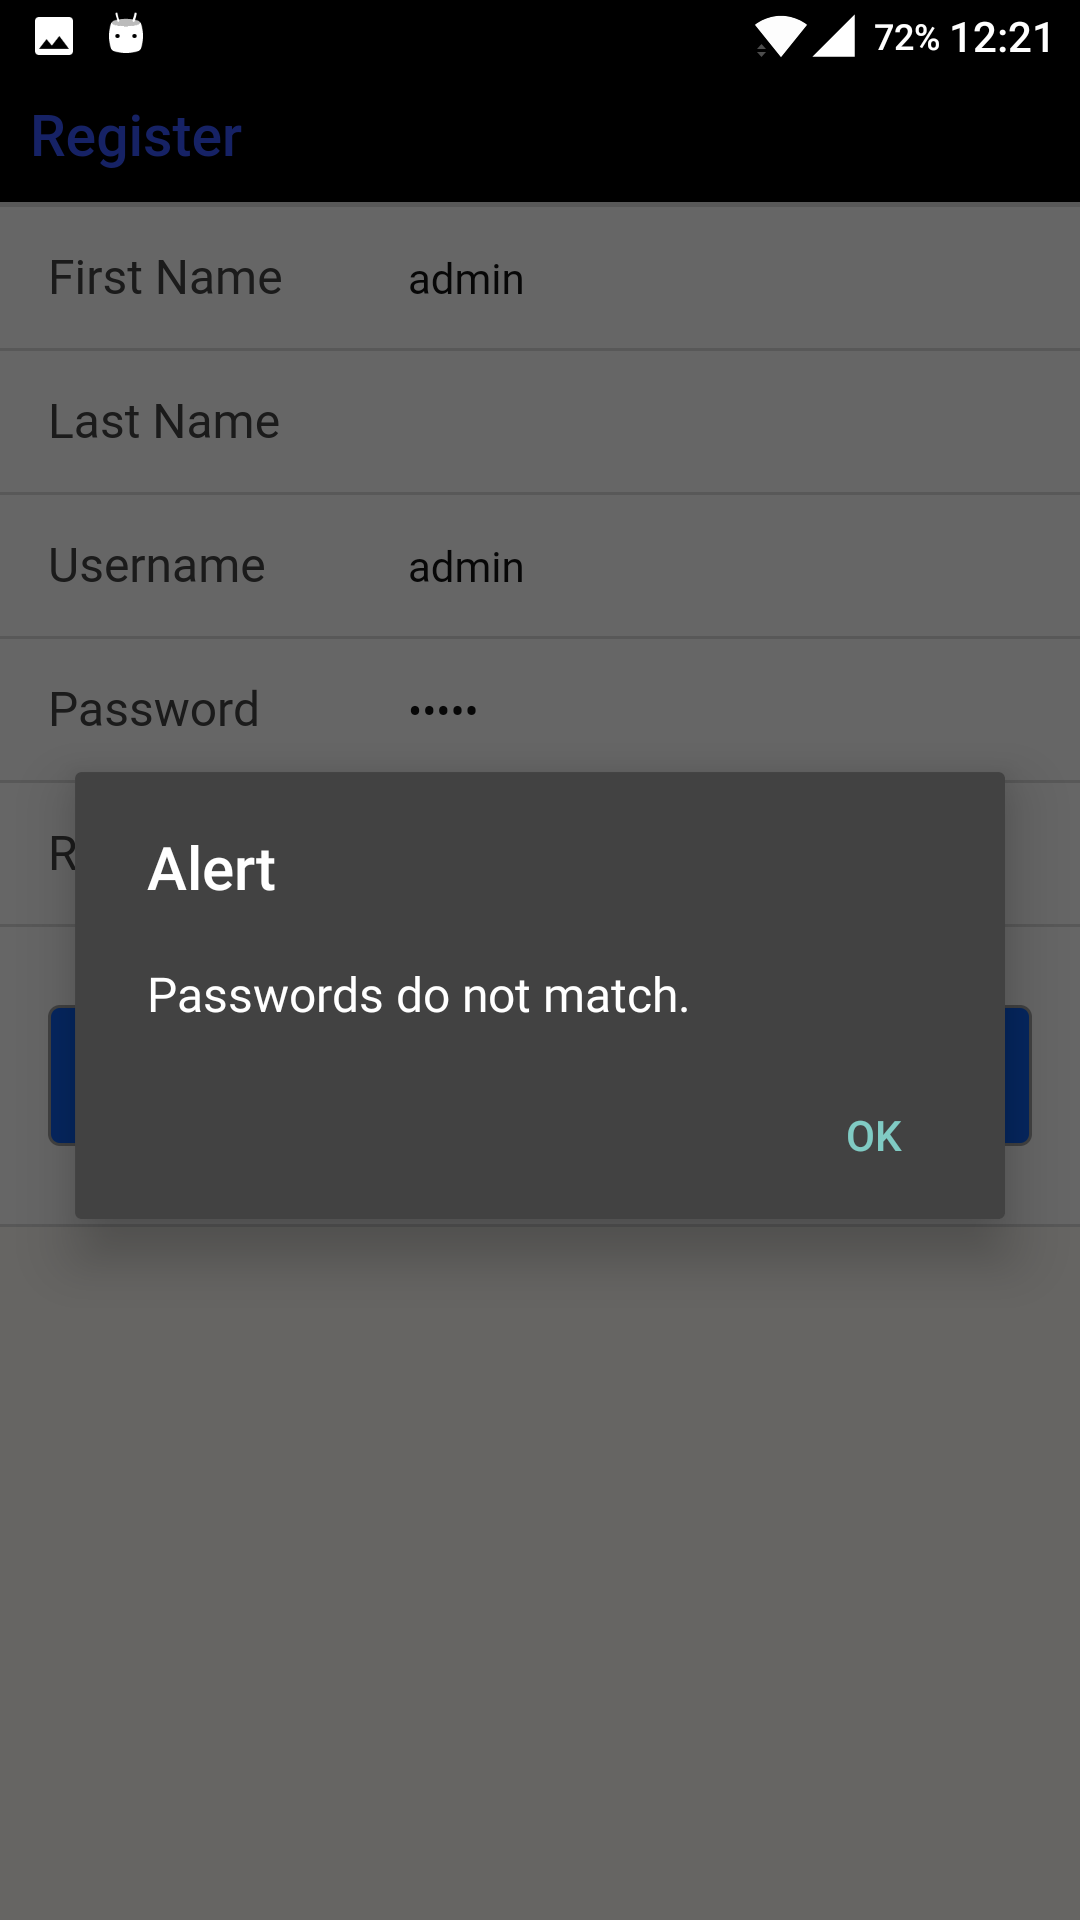 72% 12:21
Register
First Name admin
Last Name
Username admin
Password •••••
R
Alert
Passwords do not match.
OK